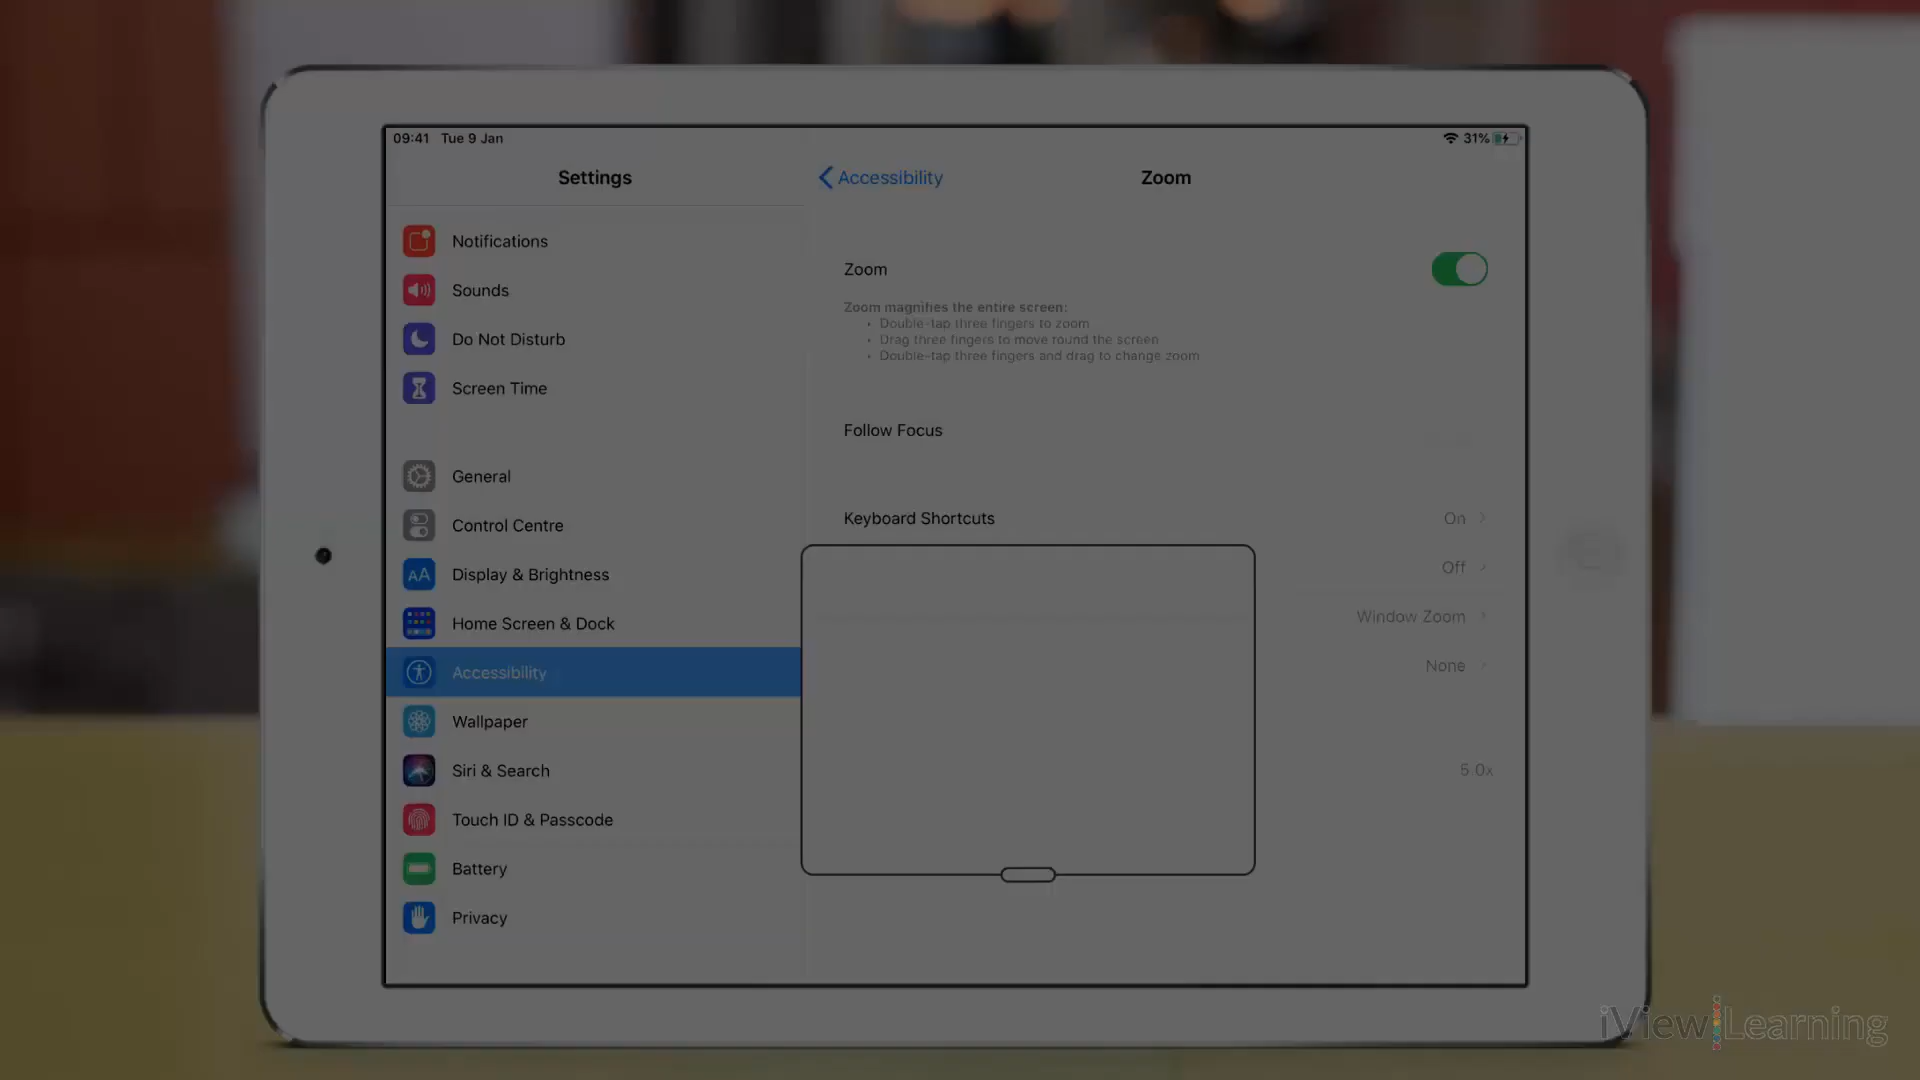 09:41 Tue 9 Jan
31%
Settings
Accessibility
Zoom
Notifications
Sounds
Do Not Disturb
Screen Time
General
Control Centre
Display & Brightness
Home Screen & Dock
Accessibility
Wallpaper
Siri & Search
Touch ID & Passcode
Battery
Privacy
Zoom
Zoom magnifies the entire screen:
• Double-tap three fingers to zoom
• Drag three fingers to move round the screen
• Double-tap three fingers and drag to change zoom
Follow Focus
Keyboard Shortcuts
On
Off
Window Zoom
None
5.0x
AA
iView Learning